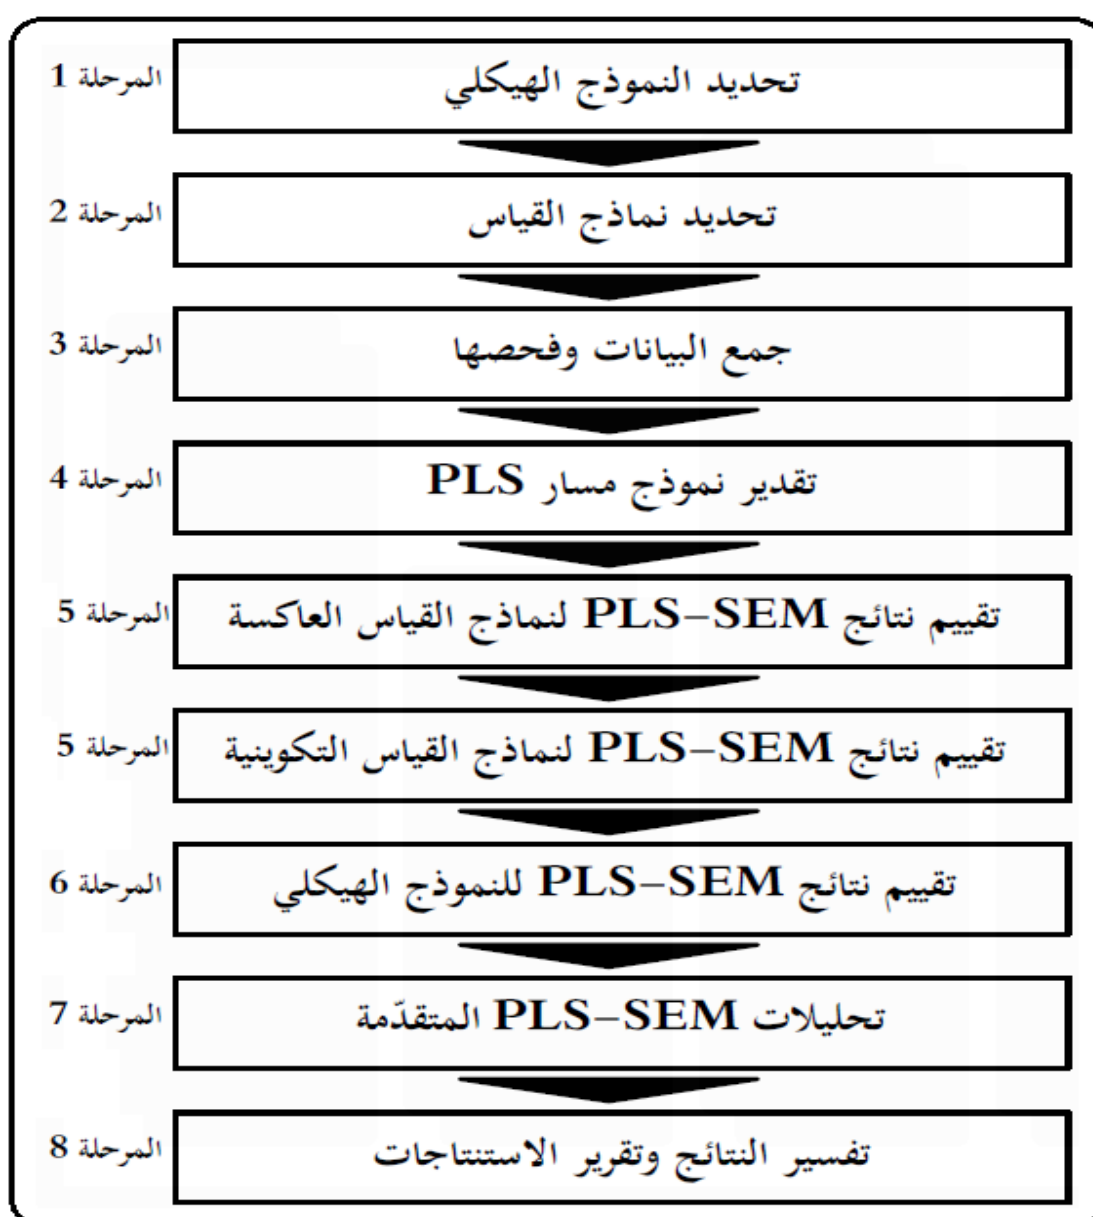 المرحلة 1
تحديد النموذج الهيكلي
المرحلة 2
تحديد نماذج القياس
المرحلة 3
جمع البيانات وفحصها
المرحلة 4
تقدير نموذج مسار PLS
المرحلة 5
تقييم نتائج PLS-SEM لنماذج القياس العاكسة
المرحلة 5
تقييم نتائج PLS-SEM لنماذج القياس التكوينية
المرحلة 6
تقييم نتائج PLS-SEM للنموذج الهيكلي
المرحلة 7
تحليلات PLS-SEM المتقدّمة
المرحلة 8
تفسير النتائج وتقرير الاستنتاجات